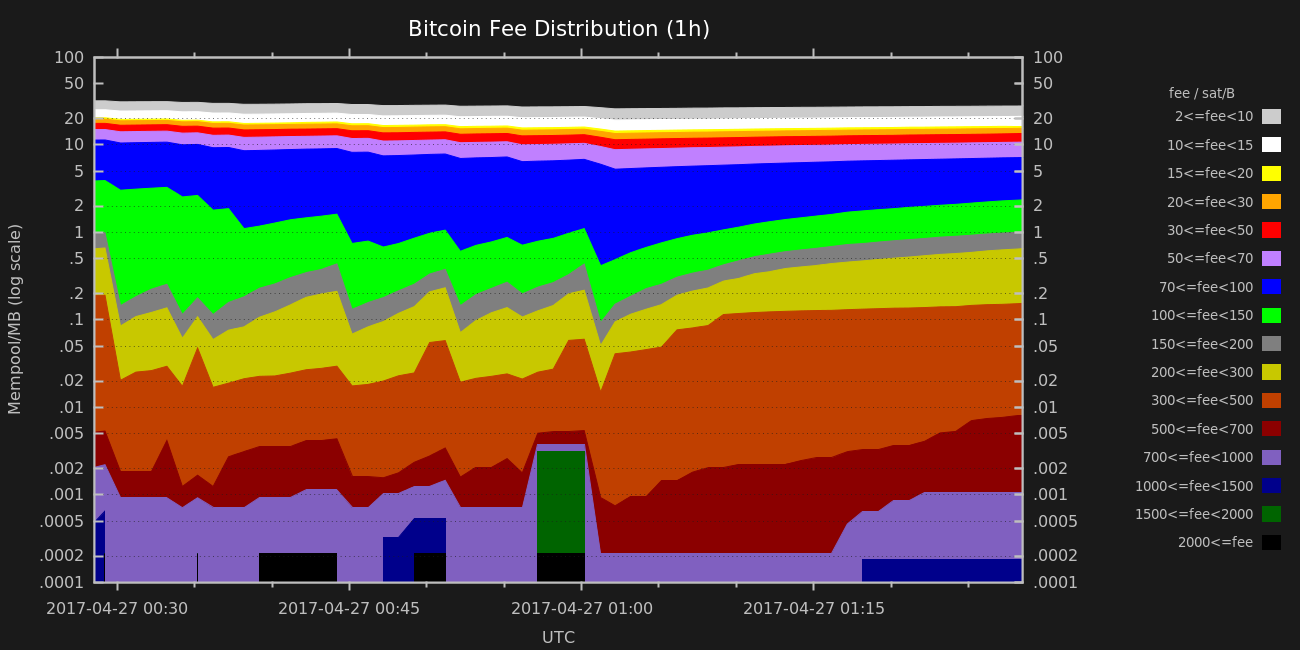 Bitcoin Fee Distribution (1h)
Mempool/MB (log scale)
100
50
20
10
5
2
1
.5
.2
.1
.05
.02
.01
.005
.002
.001
.0005
.0002
.0001
100
50
20
10
5
2
1
.5
.2
.1
.05
.02
.01
.005
.002
.001
.0005
.0002
.0001
2017-04-27 00:30 2017-04-27 00:45 2017-04-27 01:00 2017-04-27 01:15
UTC
fee / sat/B
2<=fee<10
10<=fee<15
15<=fee<20
20<=fee<30
30<=fee<50
50<=fee<70
70<=fee<100
100<=fee<150
150<=fee<200
200<=fee<300
300<=fee<500
500<=fee<700
700<=fee<1000
1000<=fee<1500
1500<=fee<2000
2000<=fee